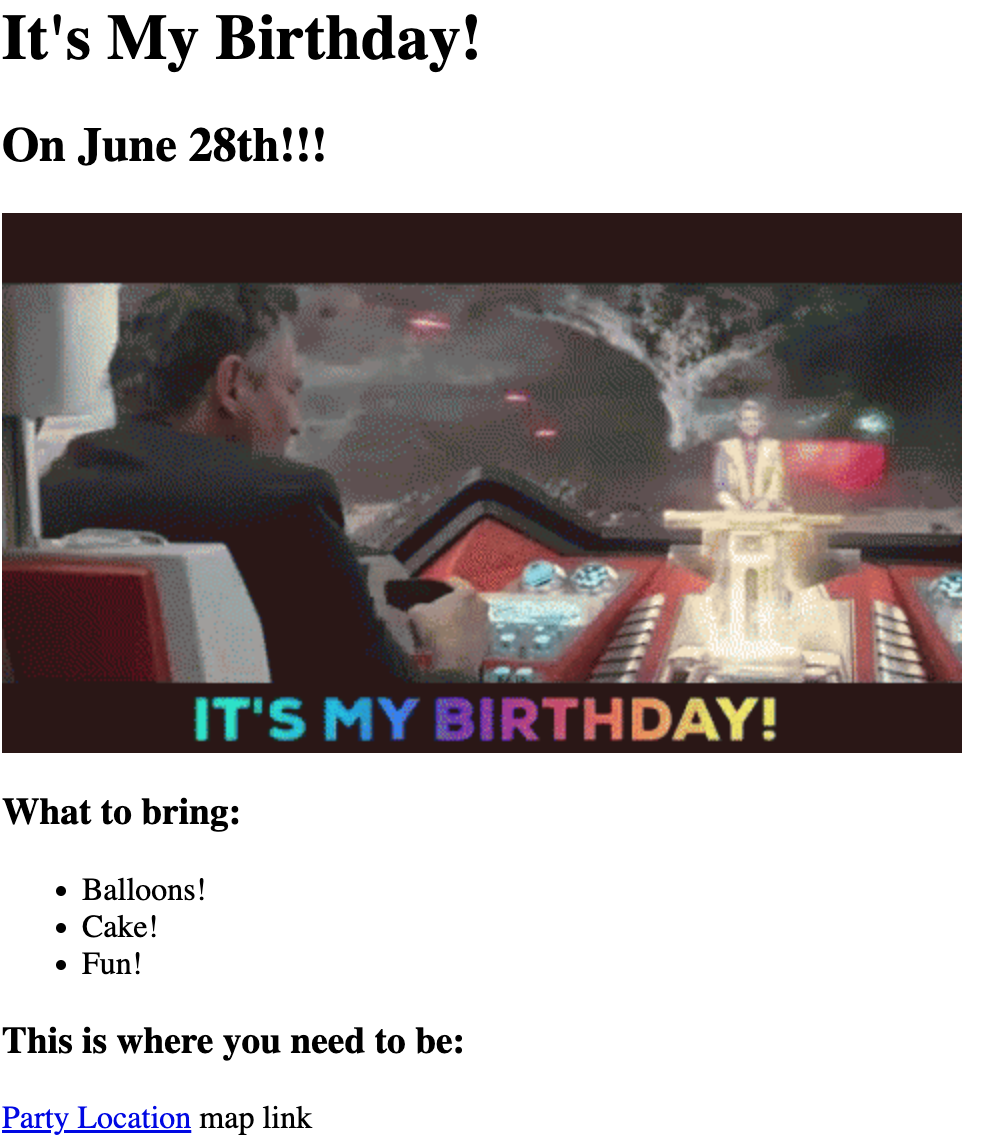 It's My Birthday!
On June 28th!!!
IT'S MY BIRTHDAY!
What to bring:
Balloons!
Cake!
Fun!
This is where you need to be:
Party Location map link